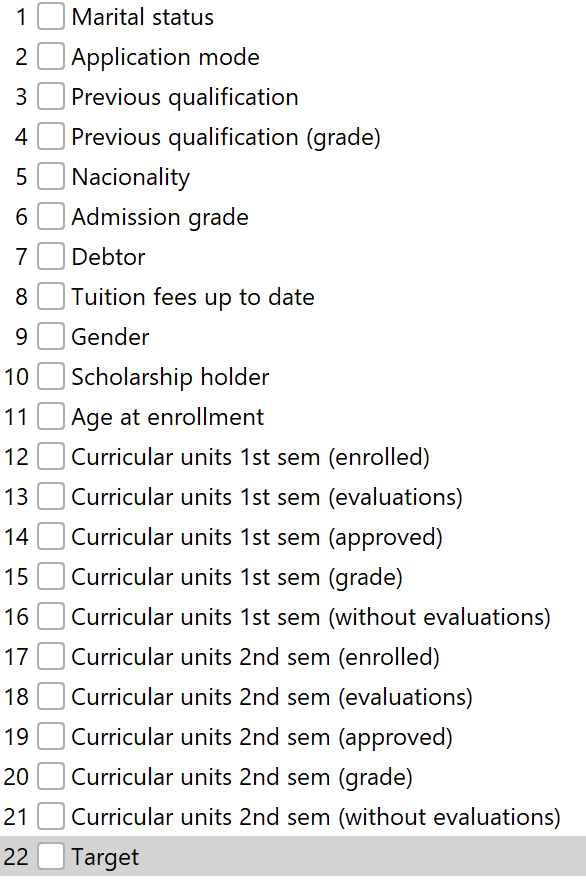 1 Marital status
2 Application mode
3 Previous qualification
4 Previous qualification (grade)
5 Nacionality
6 Admission grade
7 Debtor
8 Tuition fees up to date
9 Gender
10 Scholarship holder
11 Age at enrollment
12 Curricular units 1st sem (enrolled)
13 Curricular units 1st sem (evaluations)
14 Curricular units 1st sem (approved)
15 Curricular units 1st sem (grade)
16 Curricular units 1st sem (without evaluations)
17 Curricular units 2nd sem (enrolled)
18 Curricular units 2nd sem (evaluations)
19 Curricular units 2nd sem (approved)
20 Curricular units 2nd sem (grade)
21 Curricular units 2nd sem (without evaluations)
22 Target